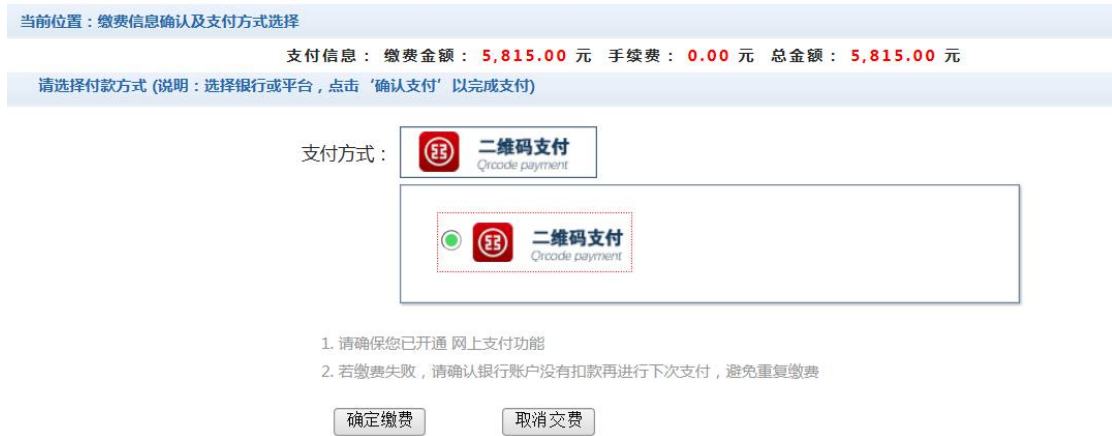 当前位置：缴费信息确认及支付方式选择
支付信息： 缴费金额： 5,815.00 元 手续费： 0.00 元 总金额： 5,815.00 元
请选择付款方式 (说明：选择银行或平台，点击‘确认支付’以完成支付)
支付方式： 二维码支付
Qrcode payment
二维码支付
Qrcode payment
1. 请确保您已开通 网上支付功能
2. 若缴费失败，请确认银行账户没有扣款再进行下次支付，避免重复缴费
确定缴费 取消交费